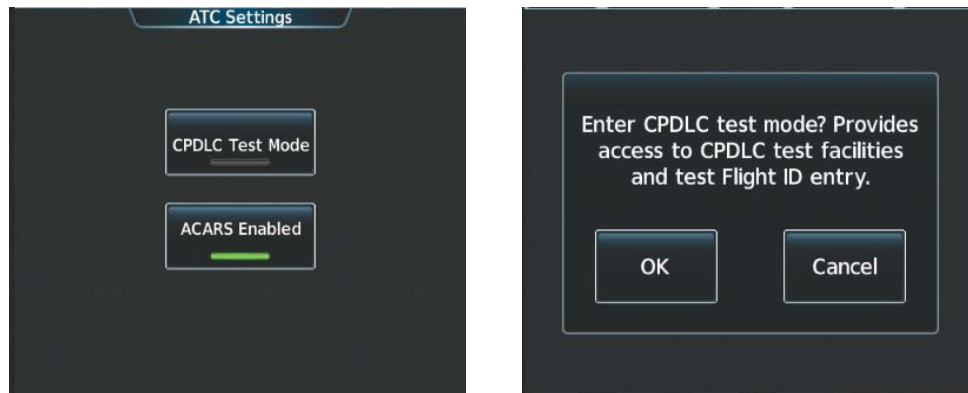 ATC Settings
CPDLC Test Mode
ACARS Enabled
Enter CPDLC test mode? Provides
access to CPDLC test facilities
and test Flight ID entry.
OK
Cancel